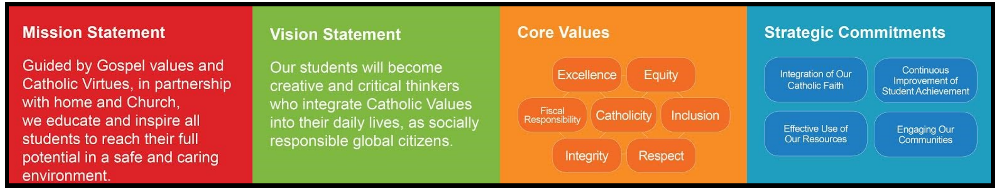 Mission Statement
Guided by Gospel values and
Catholic Virtues, in partnership
with home and Church,
we educate and inspire all
students to reach their full
potential in a safe and caring
environment.
Vision Statement
Our students will become
creative and critical thinkers
who integrate Catholic Values
into their daily lives, as socially
responsible global citizens.
Core Values
Excellence
Equity
Fiscal
Responsibility
Catholicity
Inclusion
Integrity
Respect
Strategic Commitments
Integration of Our
Catholic Faith
Continuous
Improvement of
Student Achievement
Effective Use of
Our Resources
Engaging Our
Communities